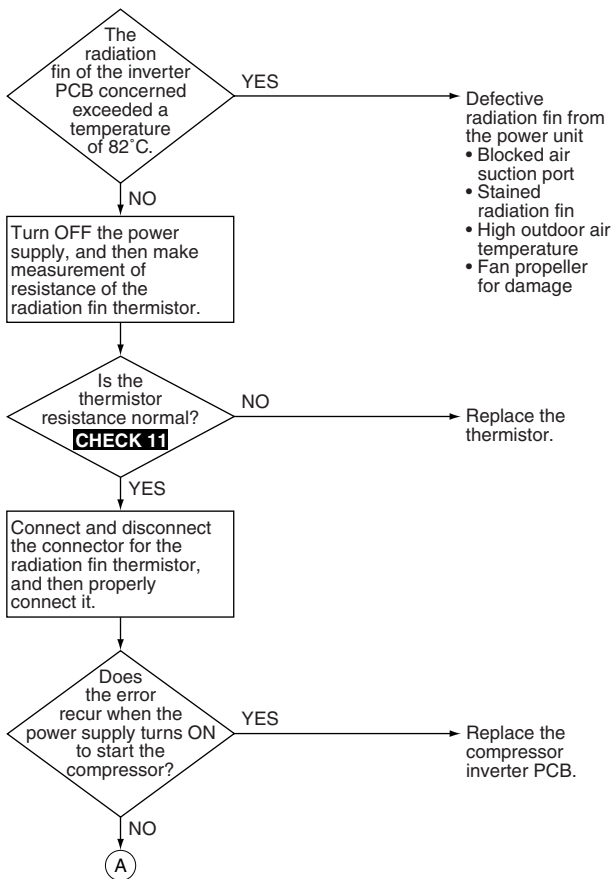 The
radiation
fin of the inverter
PCB concerned
exceeded a
temperature
of 82˚C.
YES
Defective
radiation fin from
the power unit
• Blocked air
suction port
• Stained
radiation fin
• High outdoor air
temperature
• Fan propeller
for damage
NO
Turn OFF the power
supply, and then make
measurement of
resistance of the
radiation fin thermistor.
Is the
thermistor
resistance normal?
CHECK 11
NO
Replace the
thermistor.
YES
Connect and disconnect
the connector for the
radiation fin thermistor,
and then properly
connect it.
Does
the error
recur when the
power supply turns ON
to start the
compressor?
YES
Replace the
compressor
inverter PCB.
NO
A